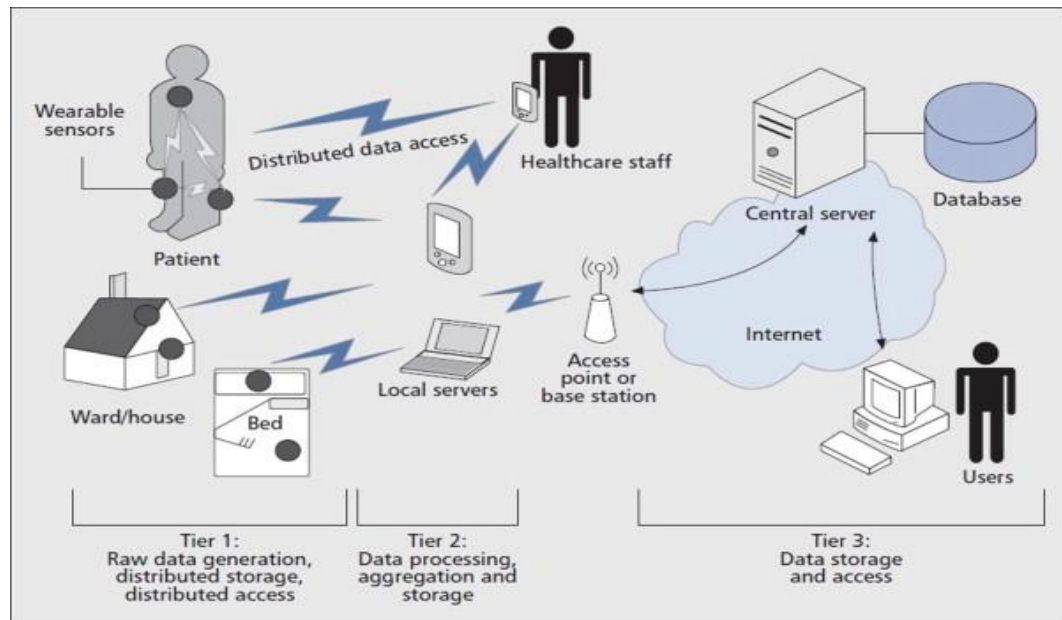 Wearable
sensors
Patient
Distributed data access
Healthcare staff
Central server
Database
Ward/house
Bed
Local servers
Access
point or
base station
Internet
Users
Tier 1:
Raw data generation,
distributed storage,
distributed access
Tier 2:
Data processing,
aggregation and
storage
Tier 3:
Data storage
and access